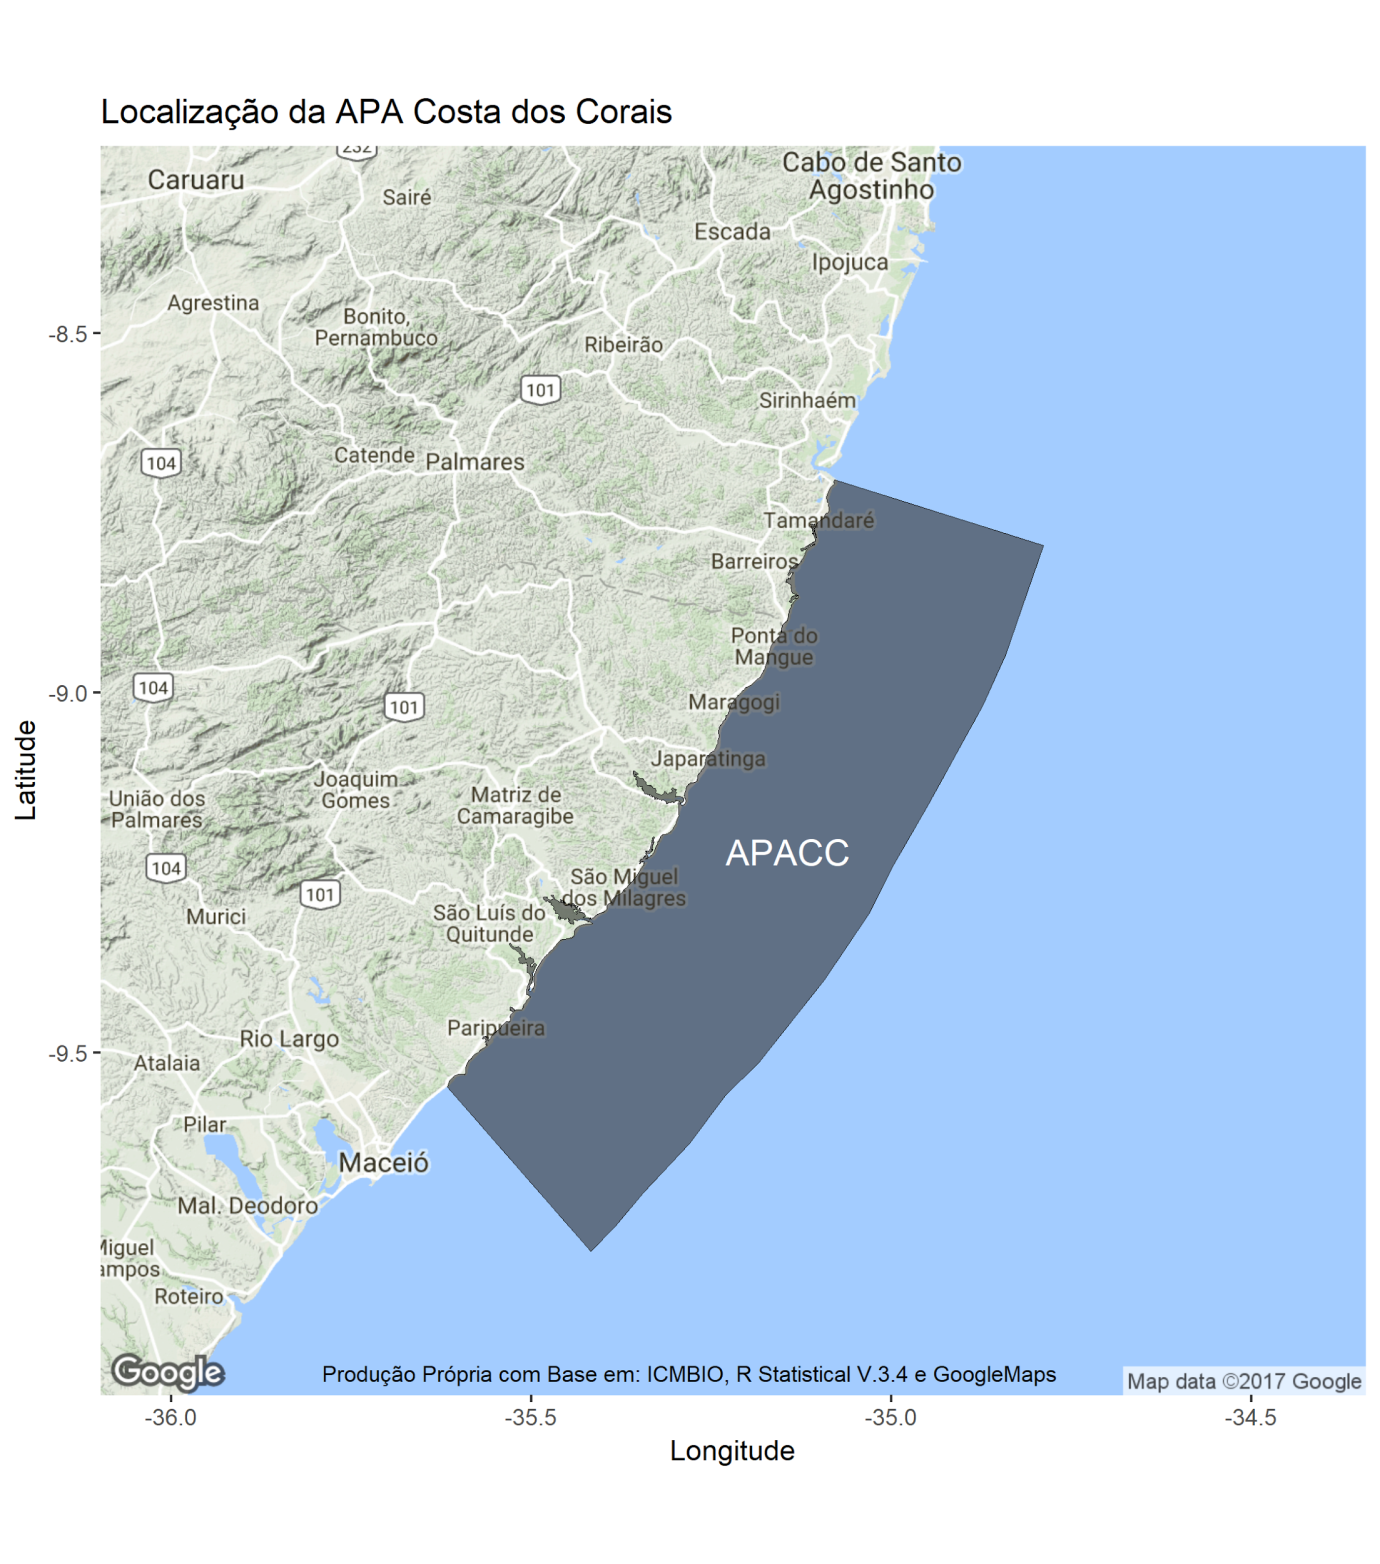 Localização da APA Costa dos Corais
232
Cabo de Santo
Agostinho
Caruaru
Sairé
Escada
Ipojuca
Agrestina
Bonito,
Pernambuco
-8.5
Ribeirão
101
Sirinhaém
104
Catende
Palmares
Tamandaré
Barreiros
Ponta do
Mangue
104
-9.0
101
Maragogi
Latitude
Japaratinga
Joaquim
Gomes
União dos
Palmares
Matriz de
Camaragibe
APACC
104
101
São Miguel
dos Milagres
Murici
São Luís do
Quitunde
Paripueira
Rio Largo
-9.5
Atalaia
Pilar
Maceió
Mal. Deodoro
Miguel
ampos
Roteiro
Google
Produção Própria com Base em: ICMBIO, R Statistical V.3.4 e GoogleMaps
Map data ©2017 Google
-36.0
-35.5
-35.0
-34.5
Longitude